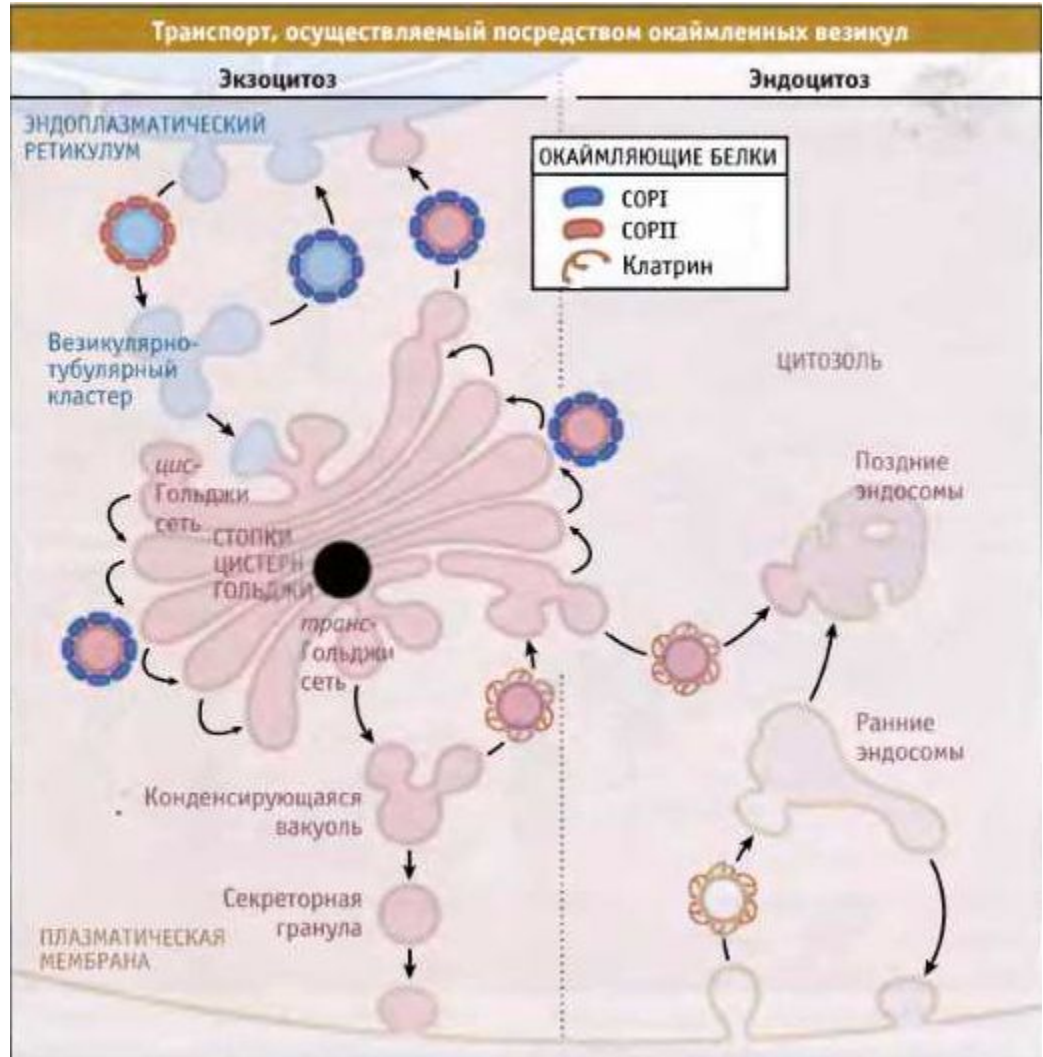 Транспорт, осуществляемый посредством окаймленных везикул
Экзоцитоз
Эндоцитоз
ЭНДОПЛАЗМАТИЧЕСКИЙ
РЕТИКУЛУМ
ОКАЙМЛЯЮЩИЕ БЕЛКИ
COPI
COPII
Клатрин
Везикулярно-
тубулярный
кластер
ЦИТОЗОЛЬ
цис-
Гольджи
сеть
СТОПКИ
ЦИСТЕРН
ГОЛЬДЖИ
транс-
Гольджи
сеть
Поздние
эндосомы
Ранние
эндосомы
Конденсирующаяся
вакуоль
Секреторная
гранула
ПЛАЗМАТИЧЕСКАЯ
МЕМБРАНА